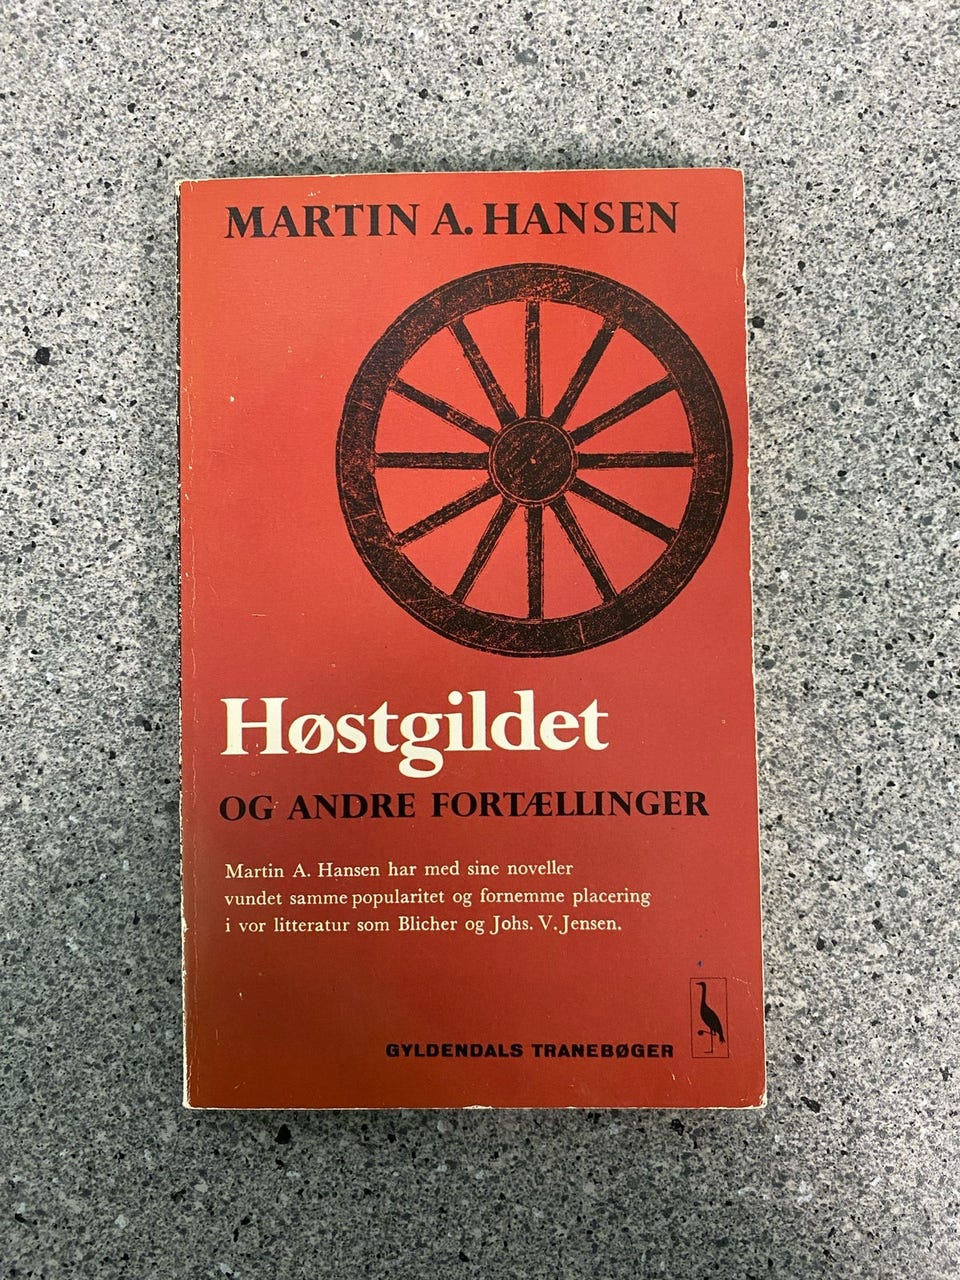 MARTIN A. HANSEN
Høstgildet
OG ANDRE FORTÆLLINGER
Martin A. Hansen har med sine noveller
vundet samme popularitet og fornemme placering
i vor litteratur som Blicher og Johs. V. Jensen.
GYLDENDALS TRANEBØGER